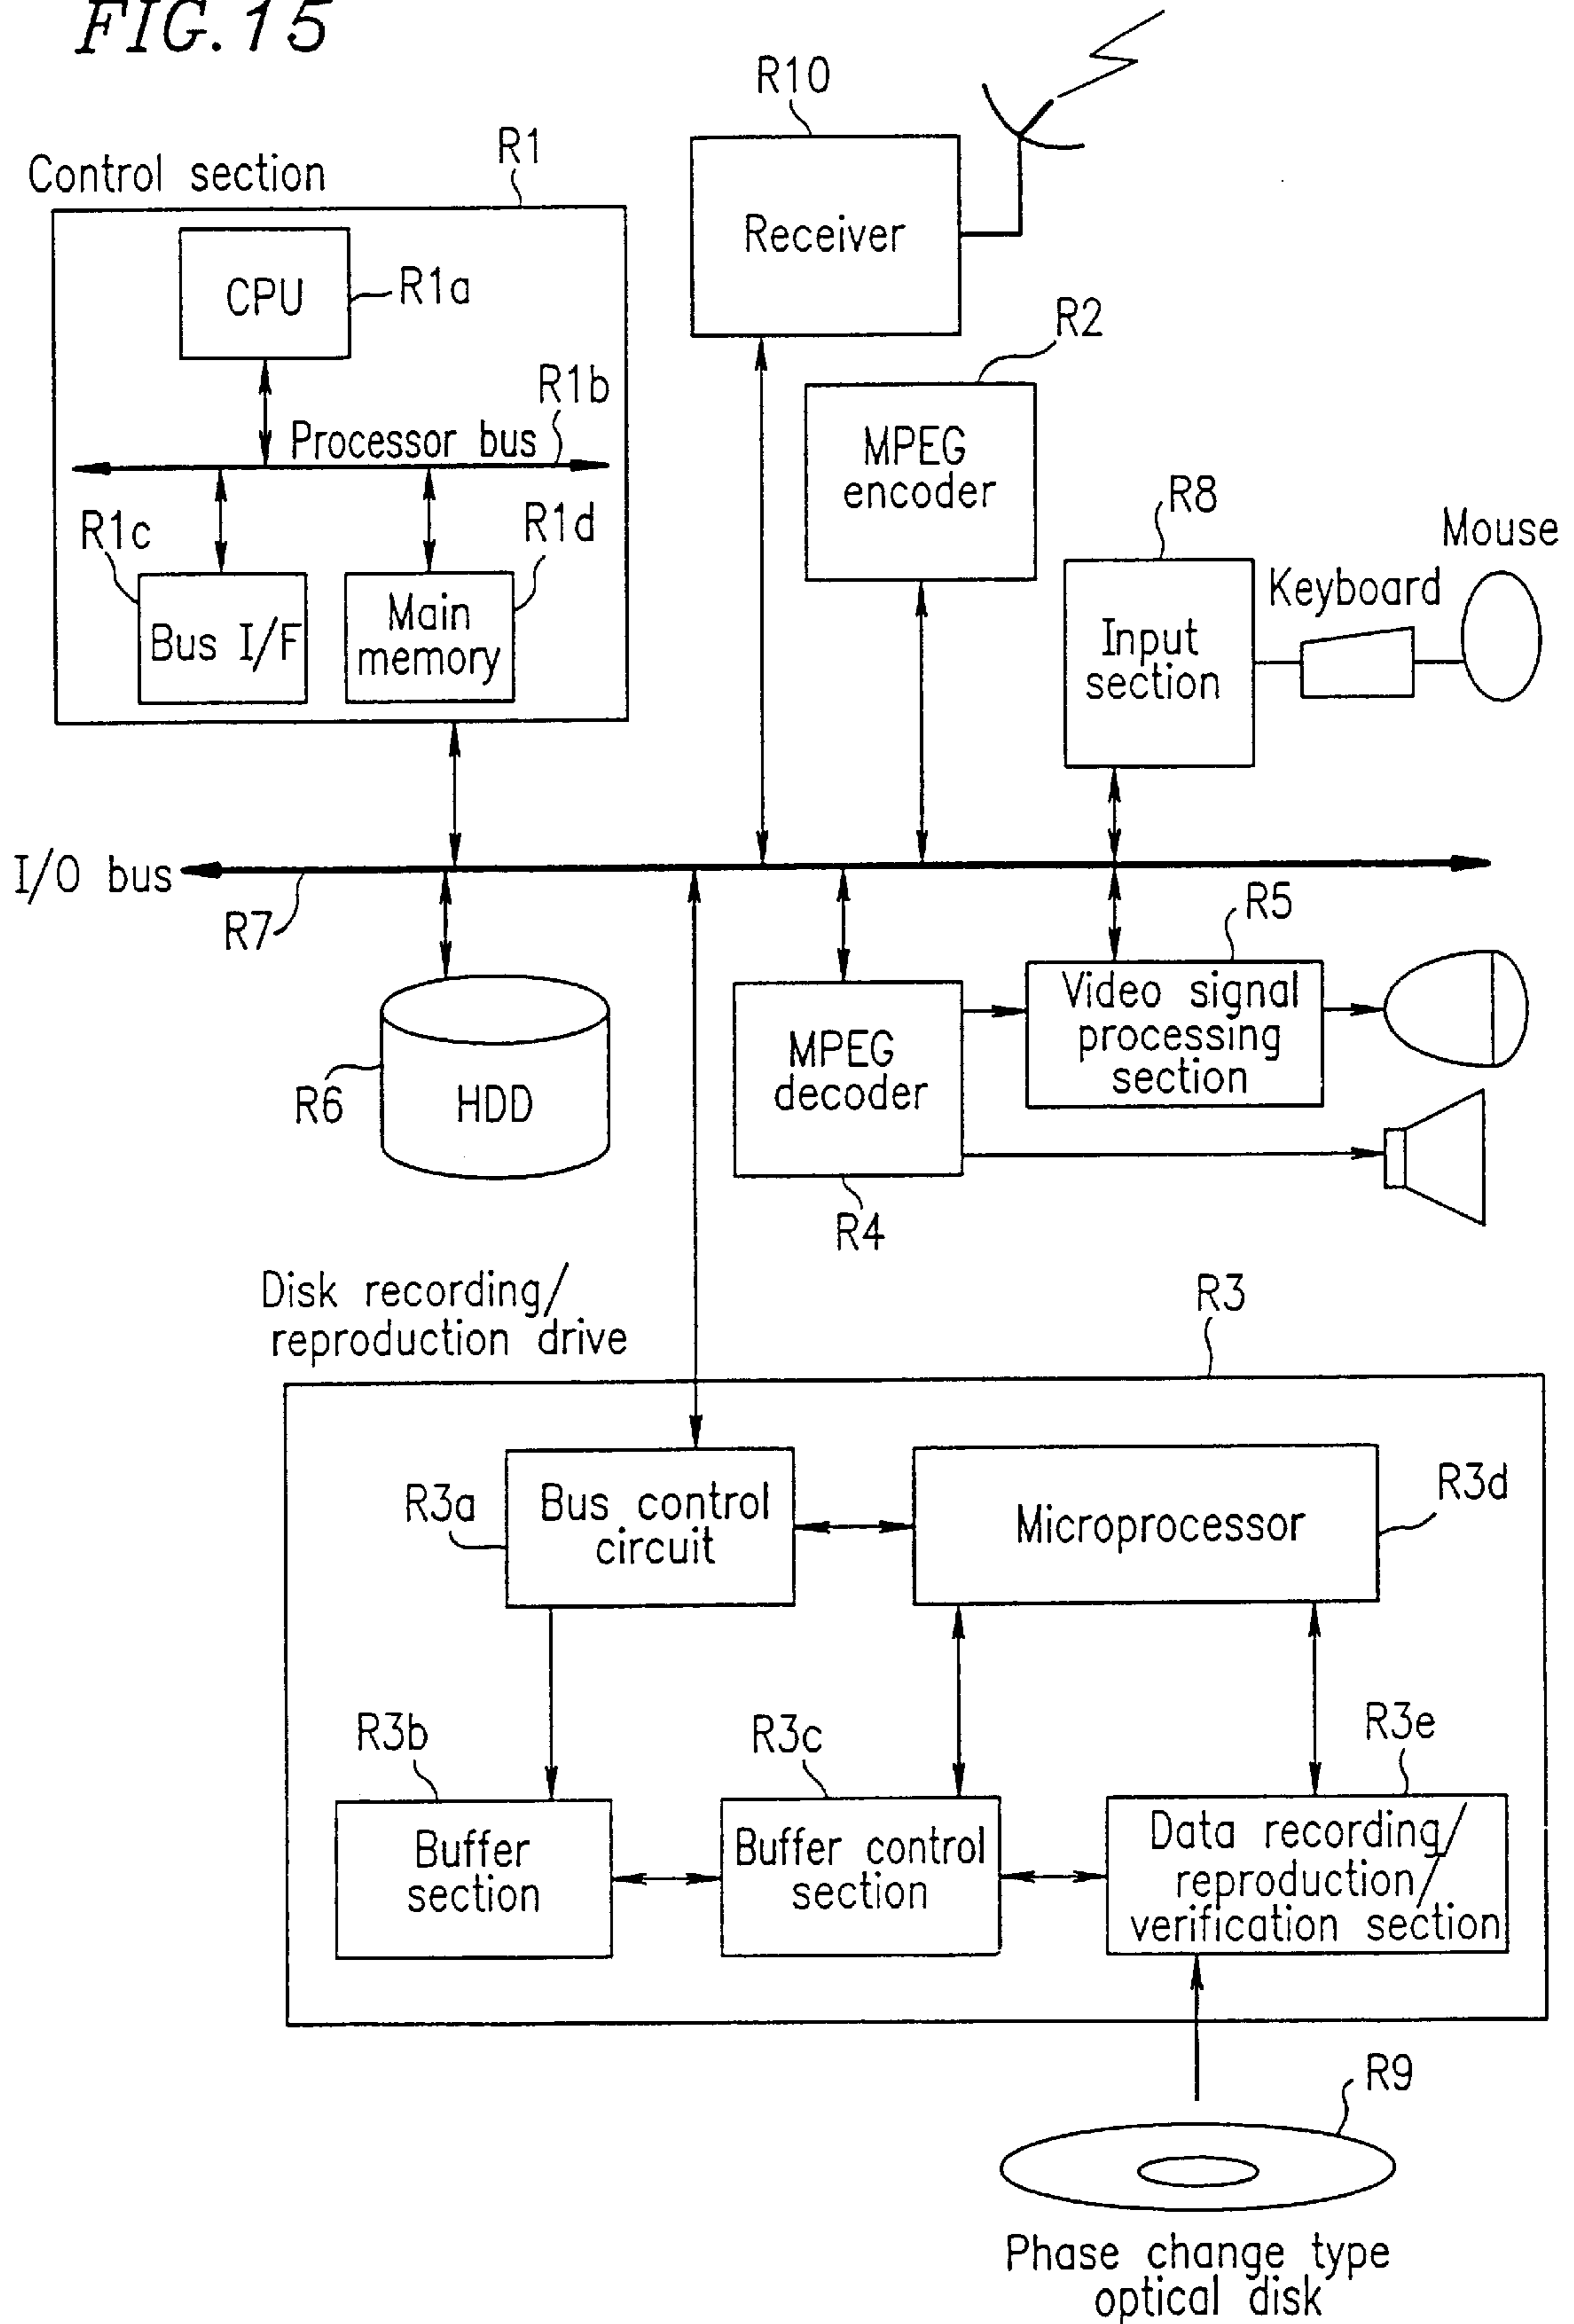 FIG. 15
R10
R1
Control section
Receiver
CPU
R1a
R2
R1b
Processor bus
MPEG
encoder
R8
Mouse
R1c
R1d
Keyboard
Bus I/F
Main
memory
Input
section
I/O bus
R7
R5
Video signal
processing
section
MPEG
decoder
R6
HDD
R4
Disk recording/
reproduction drive
R3
R3a
Bus control
circuit
Microprocessor
R3d
R3b
R3c
R3e
Buffer
section
Buffer control
section
Data recording/
reproduction/
verification section
R9
Phase change type
optical disk